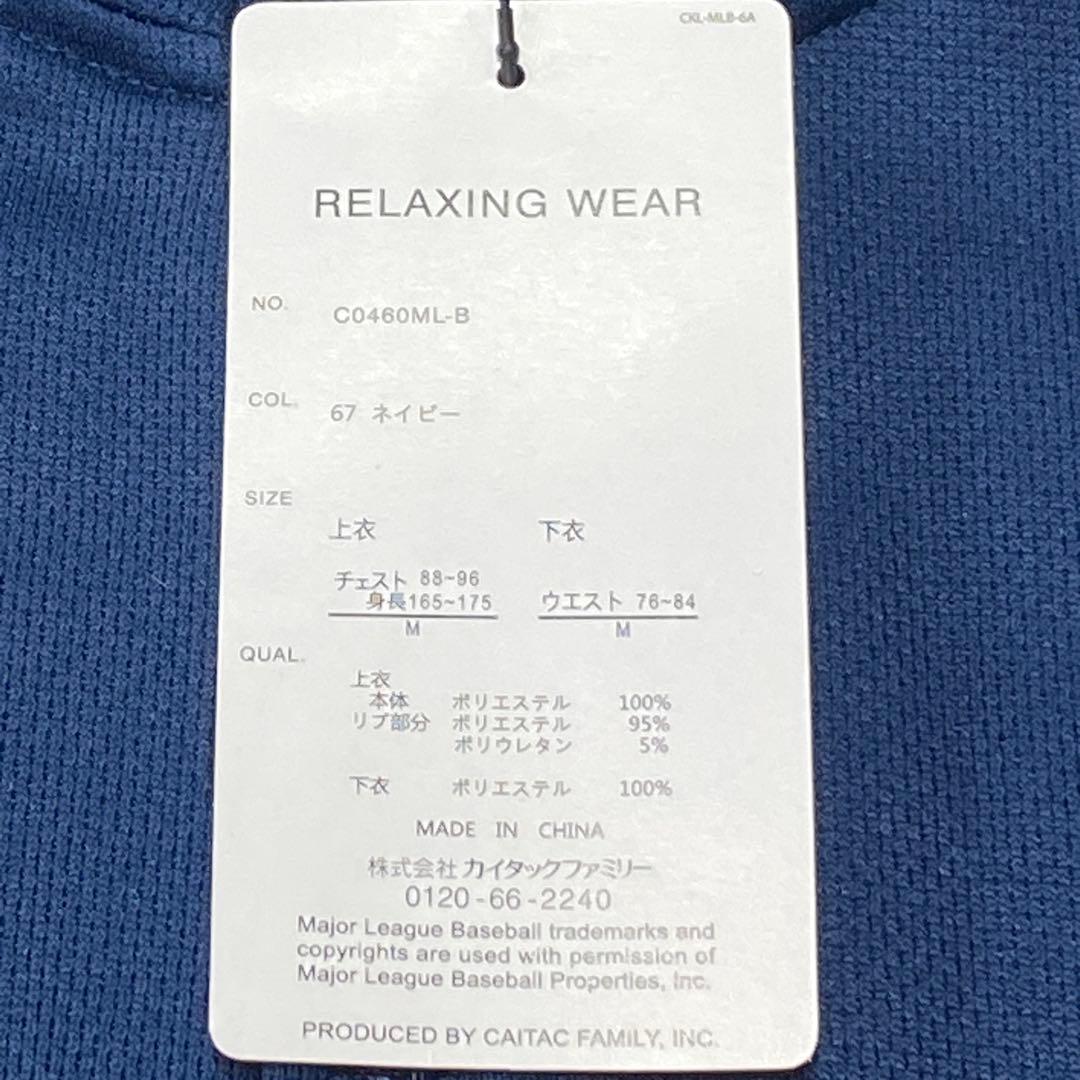 CKL-MLB-6A
RELAXING WEAR
NO. C0460ML-B
COL. 67 ネイビー
SIZE
上衣 下衣
チェスト 88~96
身長165~175 ウエスト 76~84
M M
QUAL.
上衣
本体 ポリエステル 100%
リブ部分 ポリエステル 95%
ポリウレタン 5%
下衣 ポリエステル 100%
MADE IN CHINA
株式会社 カイタックファミリー
0120-66-2240
Major League Baseball trademarks and
copyrights are used with permission of
Major League Baseball Properties, Inc.
PRODUCED BY CAITAC FAMILY, INC.